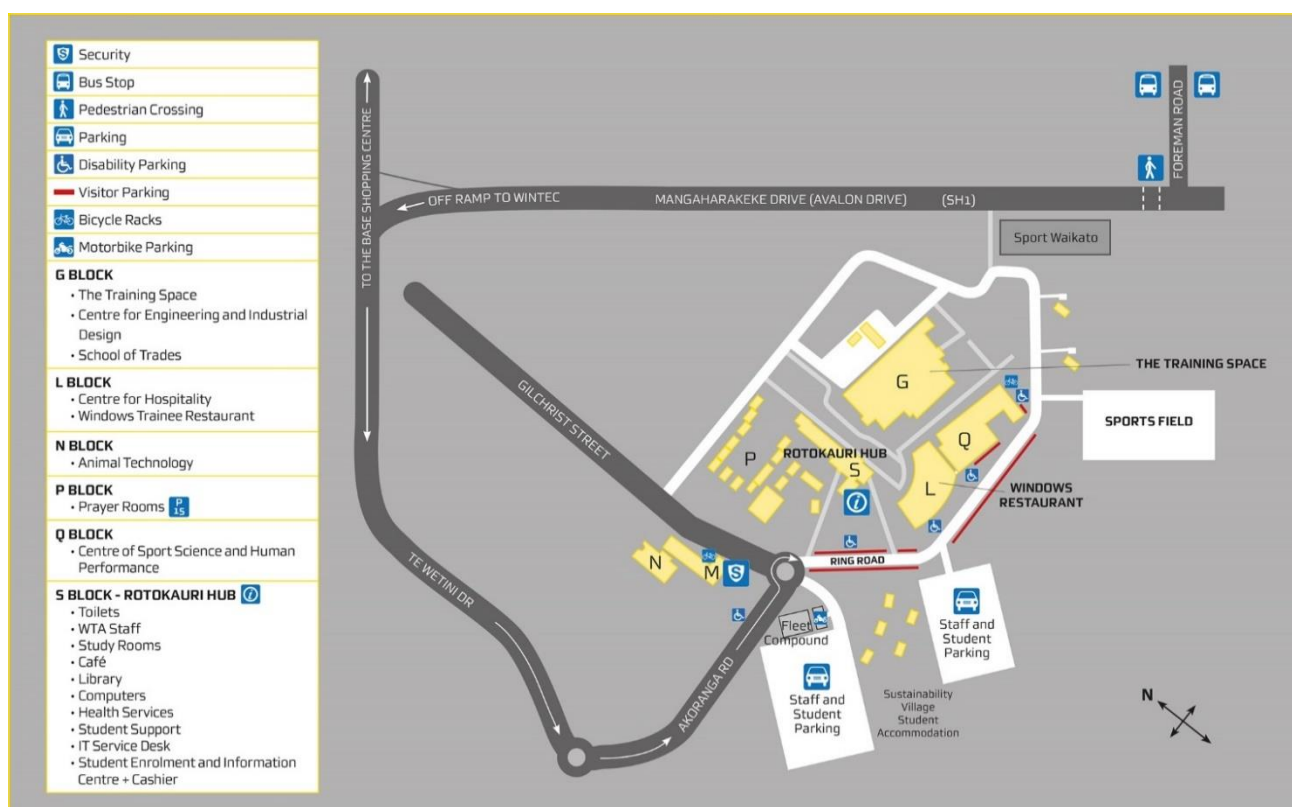 Security
Bus Stop
Pedestrian Crossing
Parking
Disability Parking
Visitor Parking
Bicycle Racks
Motorbike Parking
G BLOCK
• The Training Space
• Centre for Engineering and Industrial
Design
• School of Trades
L BLOCK
• Centre for Hospitality
• Windows Trainee Restaurant
N BLOCK
• Animal Technology
P BLOCK
• Prayer Rooms P
15
Q BLOCK
• Centre of Sport Science and Human
Performance
S BLOCK - ROTOKAURI HUB i
• Toilets
• WTA Staff
• Study Rooms
• Café
• Library
• Computers
• Health Services
• Student Support
• IT Service Desk
• Student Enrolment and Information
Centre + Cashier
TO THE BASE SHOPPING CENTRE
OFF RAMP TO WINTEC
MANGAHARAKEKE DRIVE (AVALON DRIVE) (SH1)
FOREMAN ROAD
Sport Waikato
GILCHRIST STREET
G
THE TRAINING SPACE
SPORTS FIELD
Q
P
ROTOKAURI HUB
S
i
L
WINDOWS
RESTAURANT
N
M
S
RING ROAD
TE WETINI DR
AKORANGA RD
Fleet
Compound
Staff and
Student
Parking
Staff and
Student
Parking
Sustainability
Village
Student
Accommodation
N